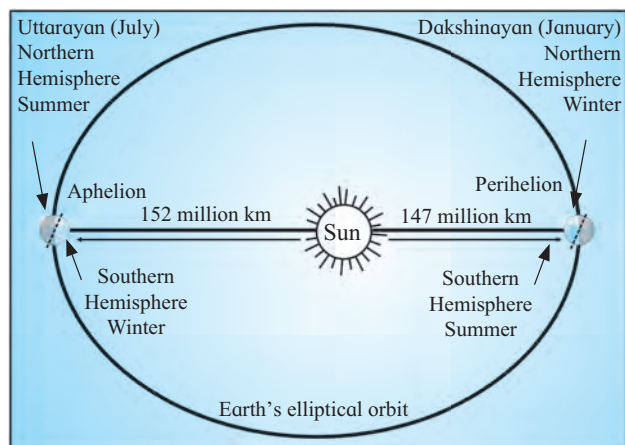 Uttarayan (July)
Northern
Hemisphere
Summer
Dakshinayan (January)
Northern
Hemisphere
Winter
Aphelion
Perihelion
152 million km
Sun
147 million km
Southern
Hemisphere
Winter
Southern
Hemisphere
Summer
Earth's elliptical orbit